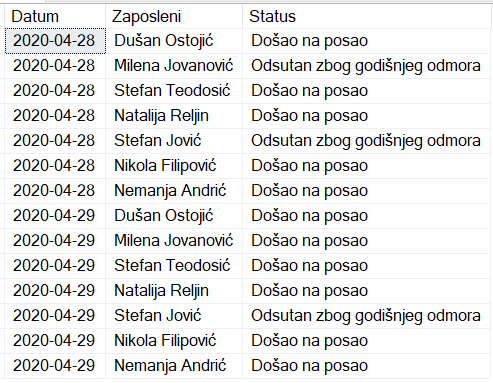 Datum Zaposleni Status
2020-04-28 Dušan Ostojić Došao na posao
2020-04-28 Milena Jovanović Odsutan zbog godišnjeg odmora
2020-04-28 Stefan Teodosić Došao na posao
2020-04-28 Natalija Reljin Došao na posao
2020-04-28 Stefan Jović Odsutan zbog godišnjeg odmora
2020-04-28 Nikola Filipović Došao na posao
2020-04-28 Nemanja Andrić Došao na posao
2020-04-29 Dušan Ostojić Došao na posao
2020-04-29 Milena Jovanović Došao na posao
2020-04-29 Stefan Teodosić Došao na posao
2020-04-29 Natalija Reljin Došao na posao
2020-04-29 Stefan Jović Odsutan zbog godišnjeg odmora
2020-04-29 Nikola Filipović Došao na posao
2020-04-29 Nemanja Andrić Došao na posao